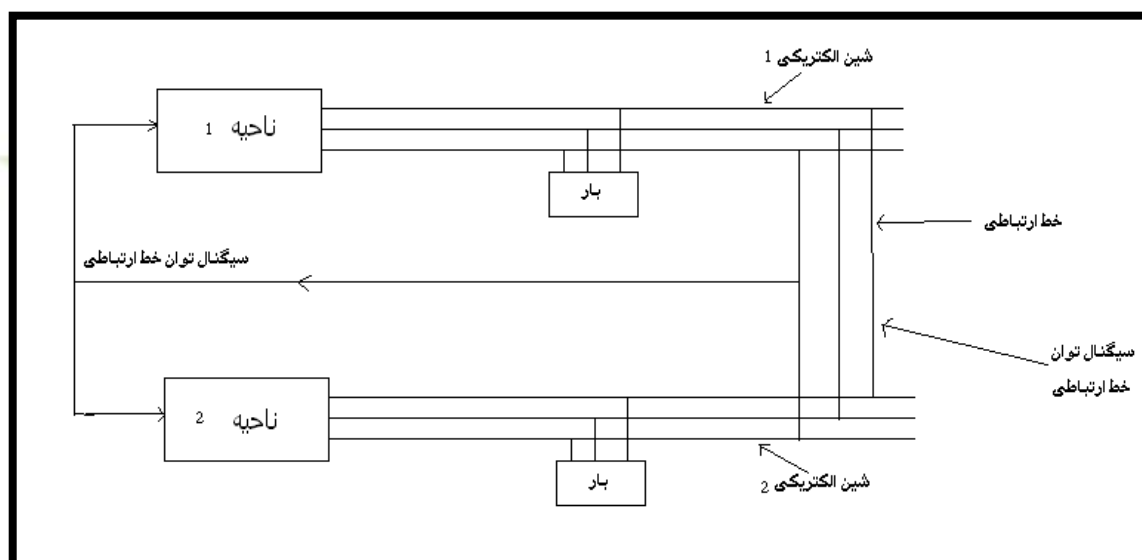 شین الکتریکی 1
ناحیه 1
بار
خط ارتباطی
سیگنال توان خط ارتباطی
سیگنال توان
خط ارتباطی
ناحیه 2
بار
شین الکتریکی 2